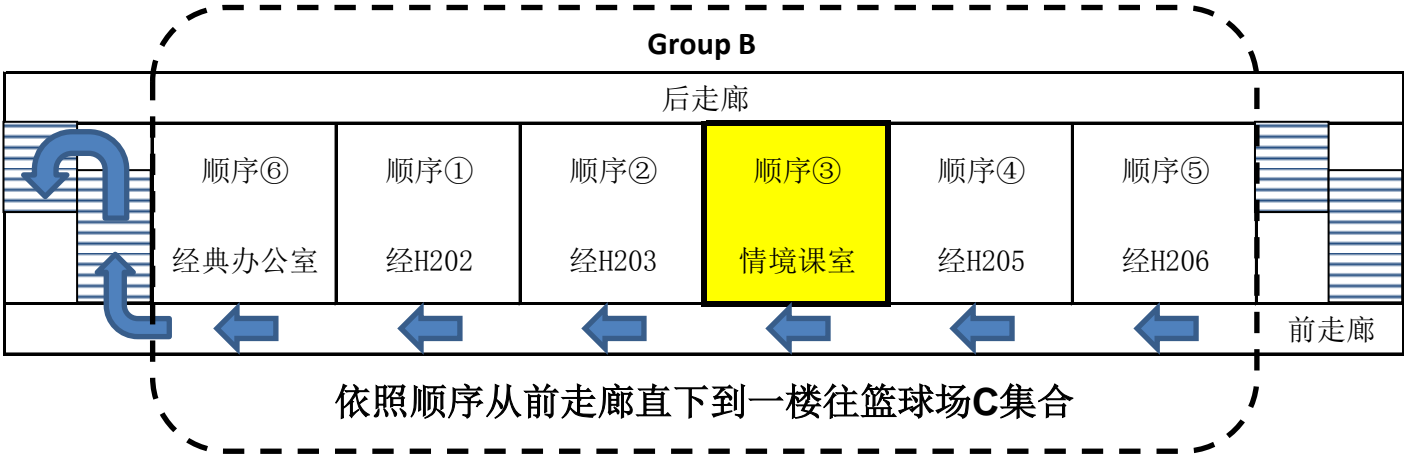 Group B
后走廊
顺序⑥ 顺序① 顺序② 顺序③ 顺序④ 顺序⑤
经典办公室 经H202 经H203 情境课室 经H205 经H206
前走廊
依照顺序从前走廊直下到一楼往篮球场C集合